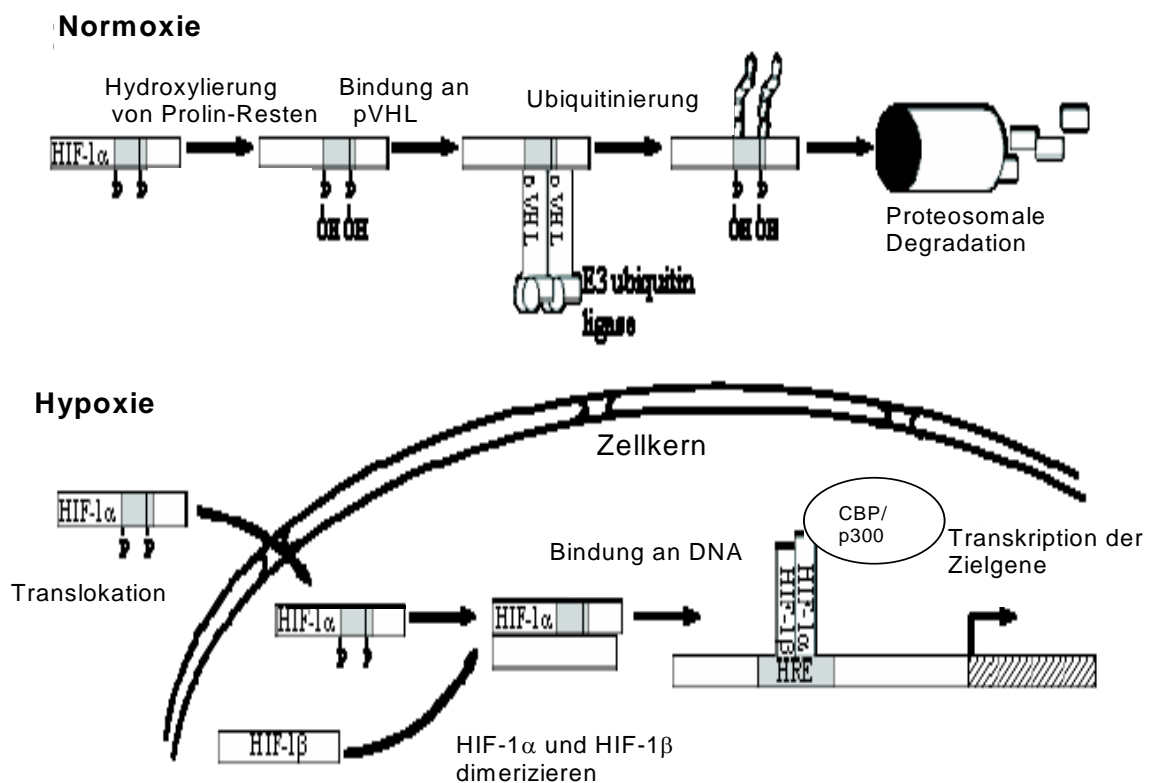 Normoxie
Hydroxylierung
von Prolin-Resten
Bindung an
pVHL
Ubiquitinierung
HIF-1α
P P
P P
OH OH
pVHL pVHL
E3 ubiquitin
ligase
P P
OH OH
Proteosomale
Degradation
Hypoxie
Zellkern
HIF-1α
P P
Translokation
HIF-1α
P P
HIF-1β
HIF-1α
HIF-1α und HIF-1β
dimerizieren
Bindung an DNA
CBP/
p300
HIF-1β
HIF-1α
HRE
Transkription der
Zielgene